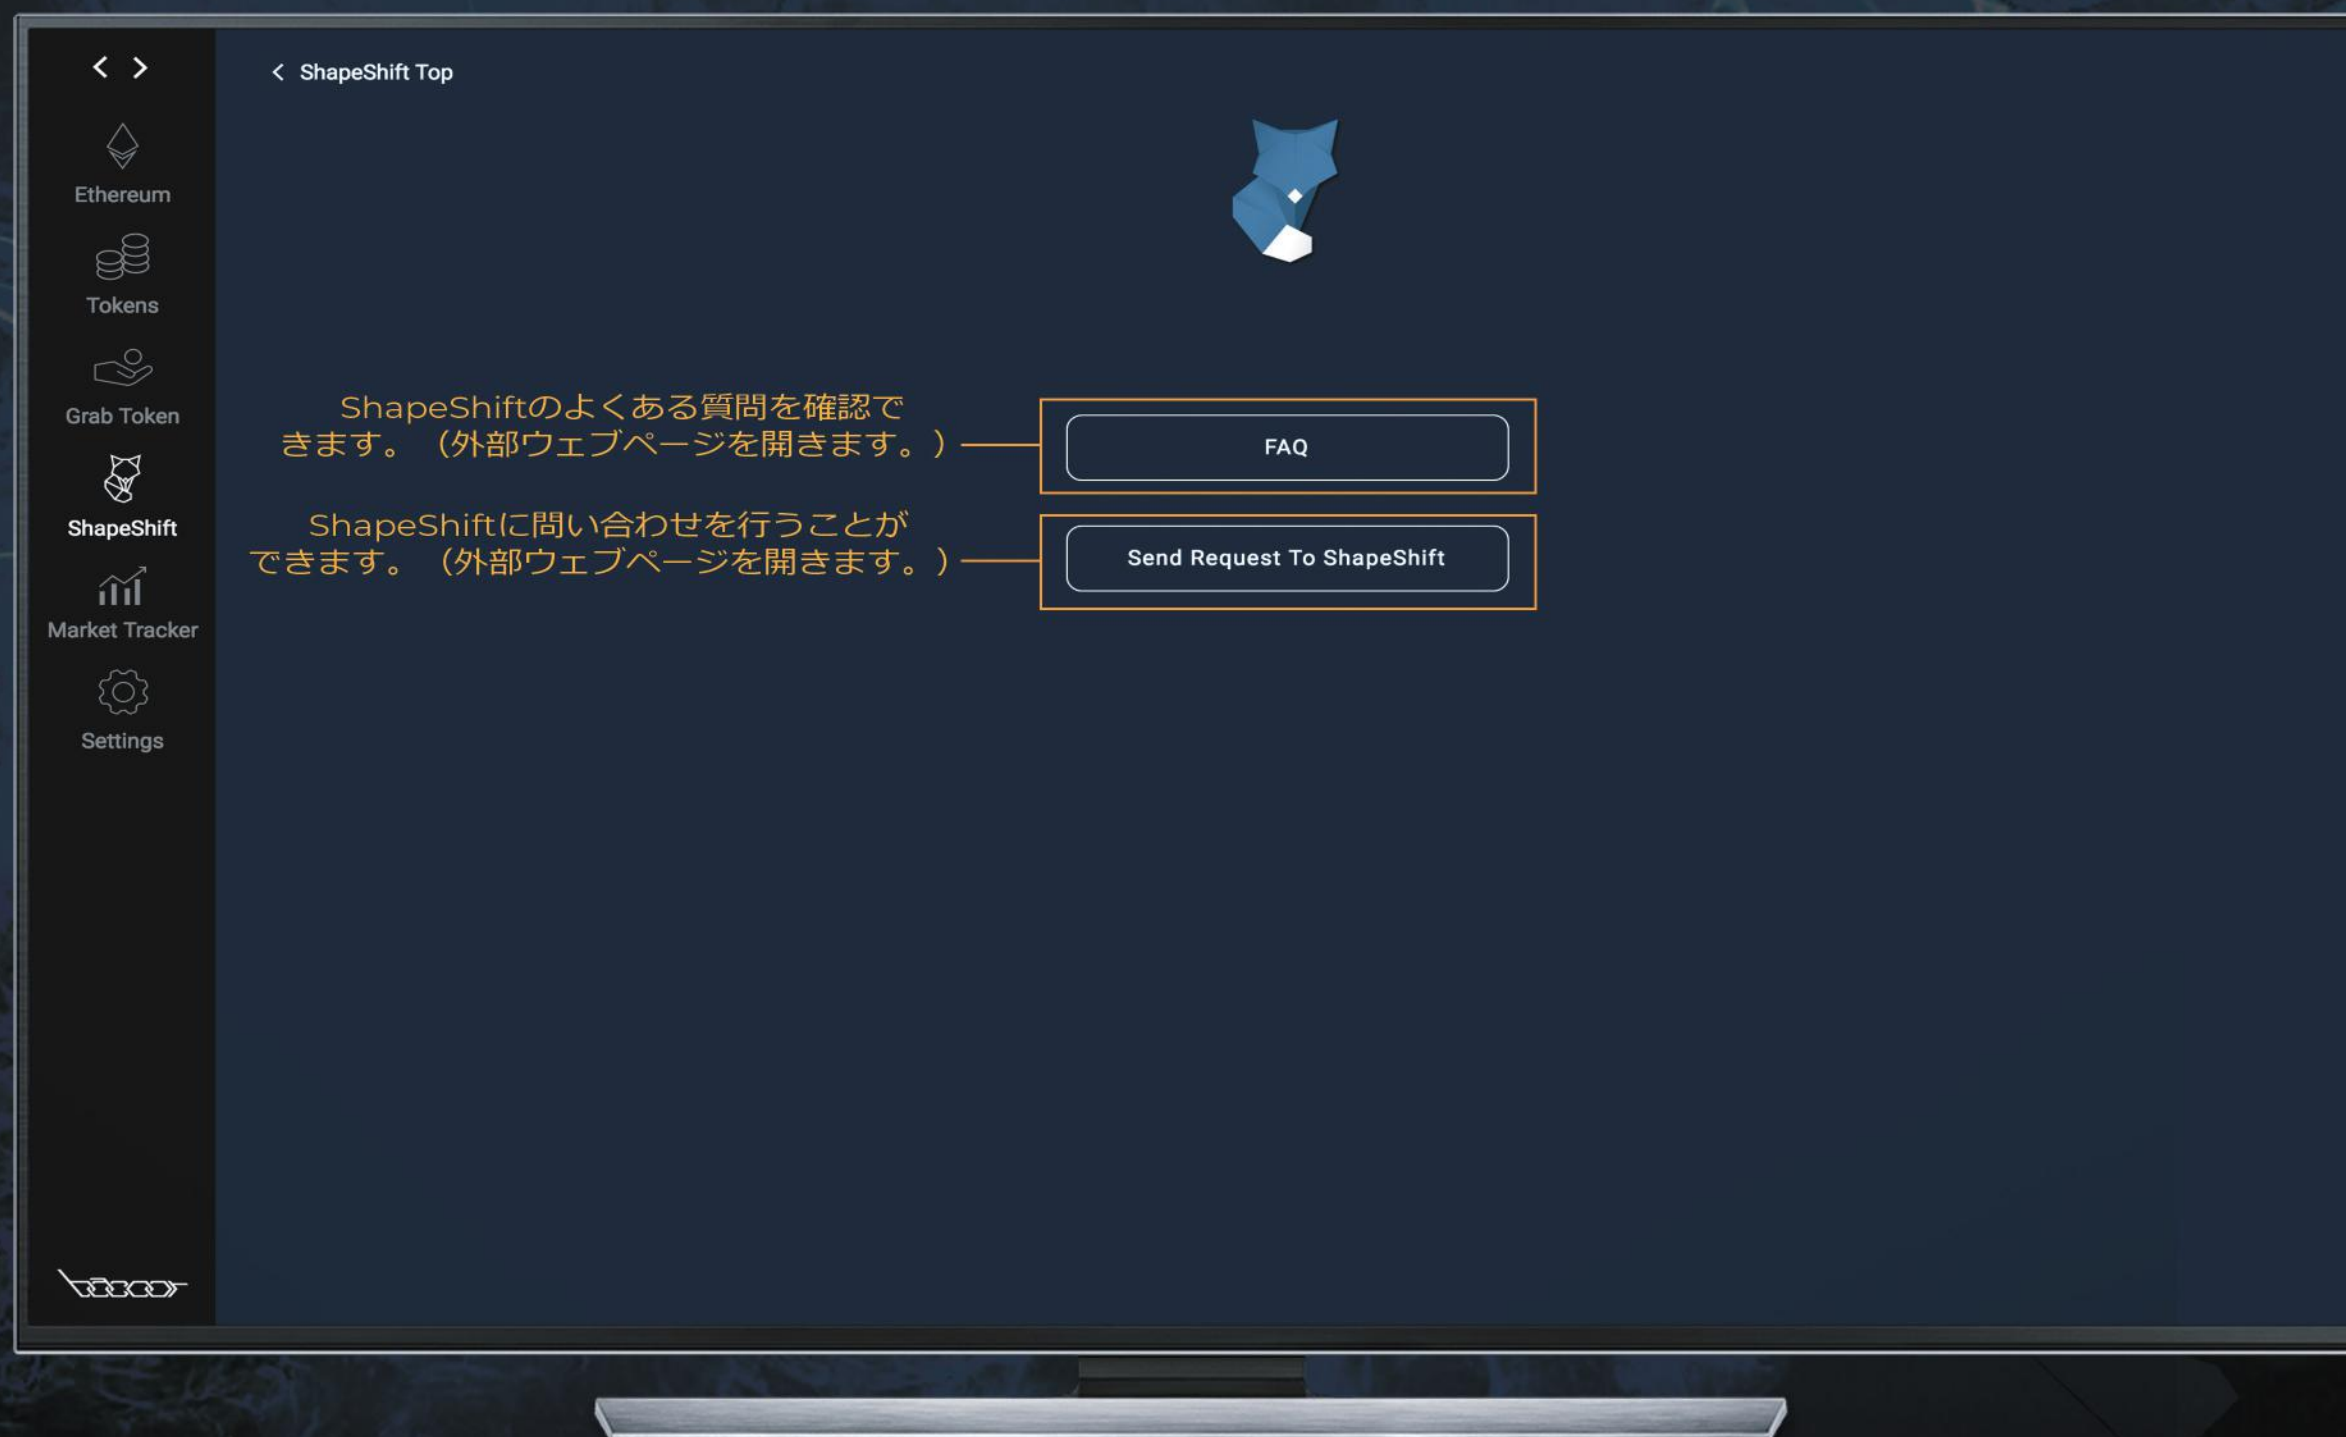 ShapeShift Top
Ethereum
Tokens
Grab Token
ShapeShift
Market Tracker
Settings
ShapeShiftのよくある質問を確認で
きます。（外部ウェブページを開きます。）
FAQ
ShapeShiftに問い合わせを行うことが
できます。（外部ウェブページを開きます。）
Send Request To ShapeShift